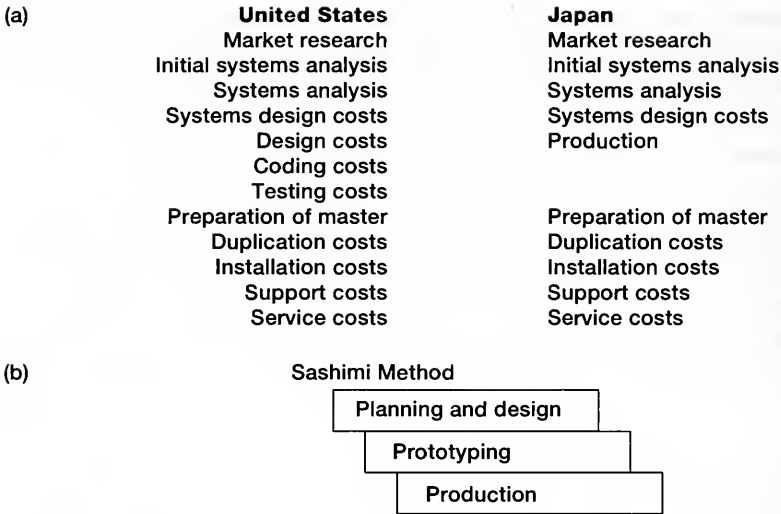 (a) United States Japan
Market research Market research
Initial systems analysis Initial systems analysis
Systems analysis Systems analysis
Systems design costs Systems design costs
Design costs Production
Coding costs
Testing costs
Preparation of master Preparation of master
Duplication costs Duplication costs
Installation costs Installation costs
Support costs Support costs
Service costs Service costs
(b) Sashimi Method
Planning and design
Prototyping
Production